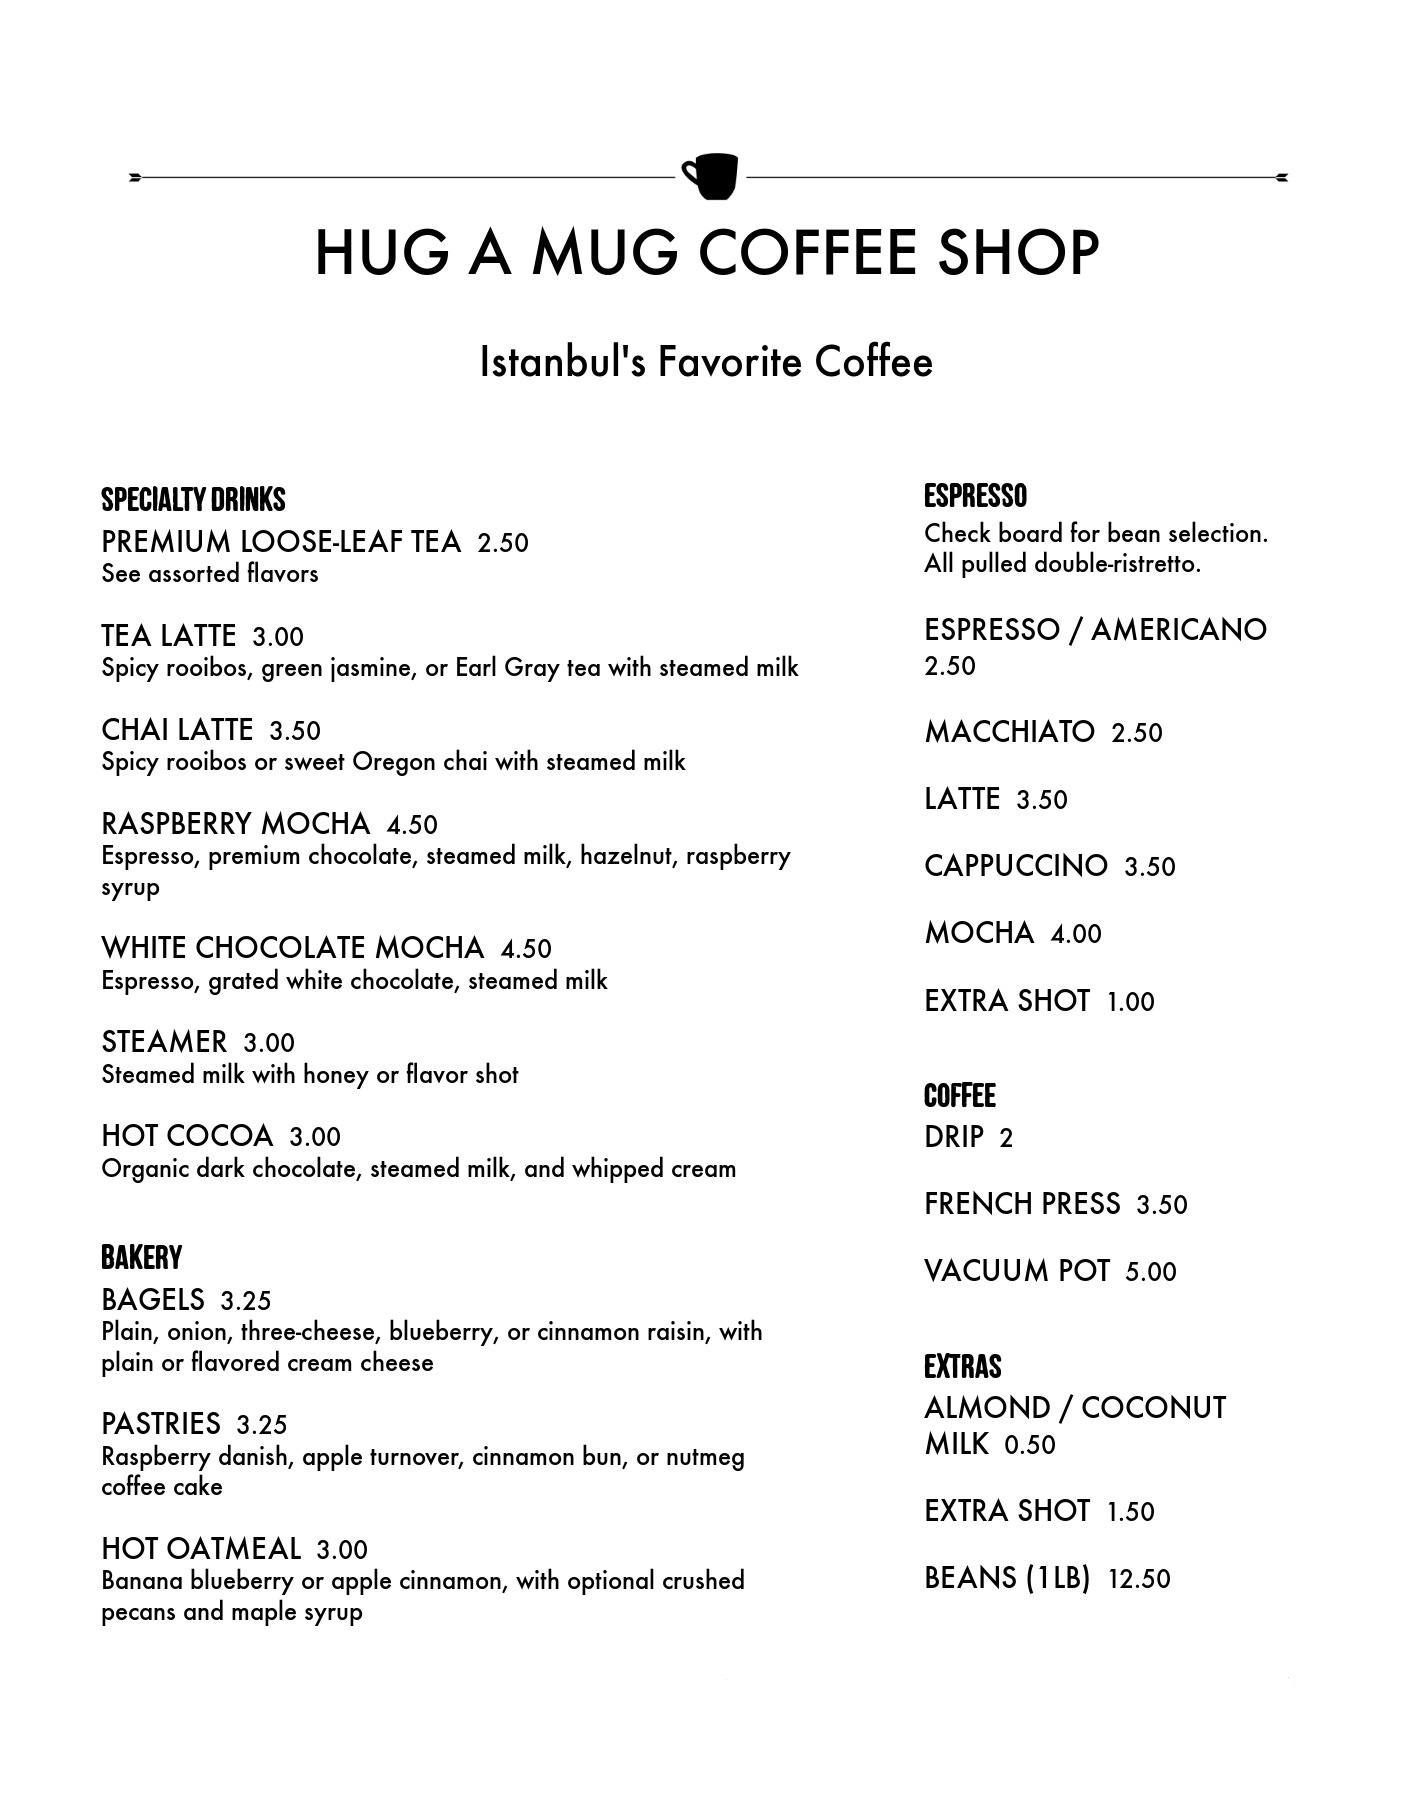 HUG A MUG COFFEE SHOP
Istanbul's Favorite Coffee
SPECIALTY DRINKS
PREMIUM LOOSE-LEAF TEA 2.50
See assorted flavors
TEA LATTE 3.00
Spicy rooibos, green jasmine, or Earl Gray tea with steamed milk
CHAI LATTE 3.50
Spicy rooibos or sweet Oregon chai with steamed milk
RASPBERRY MOCHA 4.50
Espresso, premium chocolate, steamed milk, hazelnut, raspberry
syrup
WHITE CHOCOLATE MOCHA 4.50
Espresso, grated white chocolate, steamed milk
STEAMER 3.00
Steamed milk with honey or flavor shot
HOT COCOA 3.00
Organic dark chocolate, steamed milk, and whipped cream
BAKERY
BAGELS 3.25
Plain, onion, three-cheese, blueberry, or cinnamon raisin, with
plain or flavored cream cheese
PASTRIES 3.25
Raspberry danish, apple turnover, cinnamon bun, or nutmeg
coffee cake
HOT OATMEAL 3.00
Banana blueberry or apple cinnamon, with optional crushed
pecans and maple syrup
ESPRESSO
Check board for bean selection.
All pulled double-ristretto.
ESPRESSO / AMERICANO
2.50
MACCHIATO 2.50
LATTE 3.50
CAPPUCCINO 3.50
MOCHA 4.00
EXTRA SHOT 1.00
COFFEE
DRIP 2
FRENCH PRESS 3.50
VACUUM POT 5.00
EXTRAS
ALMOND / COCONUT
MILK 0.50
EXTRA SHOT 1.50
BEANS (1LB) 12.50